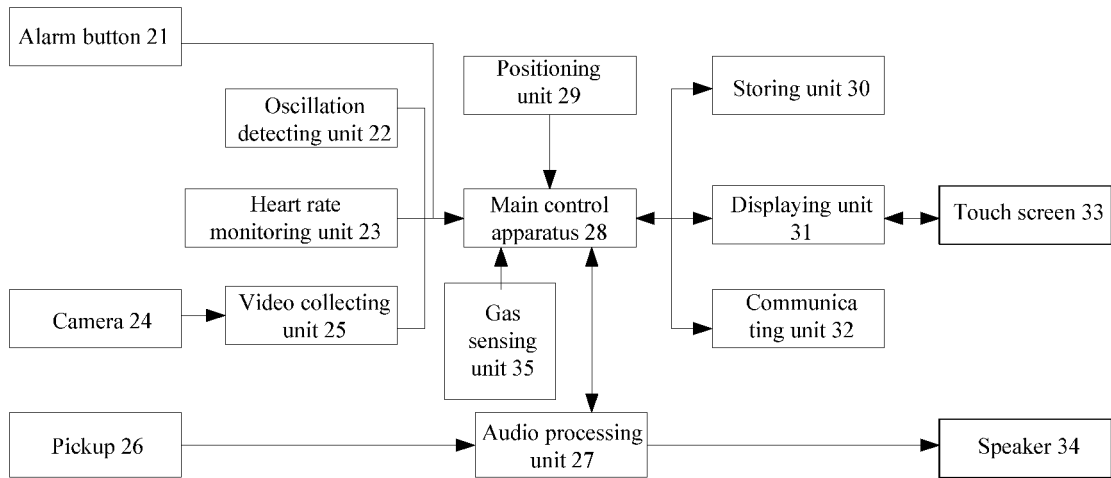 Alarm button 21
Positioning
unit 29
Storing unit 30
Oscillation
detecting unit 22
Heart rate
monitoring unit 23
Main control
apparatus 28
Displaying unit
31
Touch screen 33
Camera 24
Video collecting
unit 25
Gas
sensing
unit 35
Communica
ting unit 32
Pickup 26
Audio processing
unit 27
Speaker 34